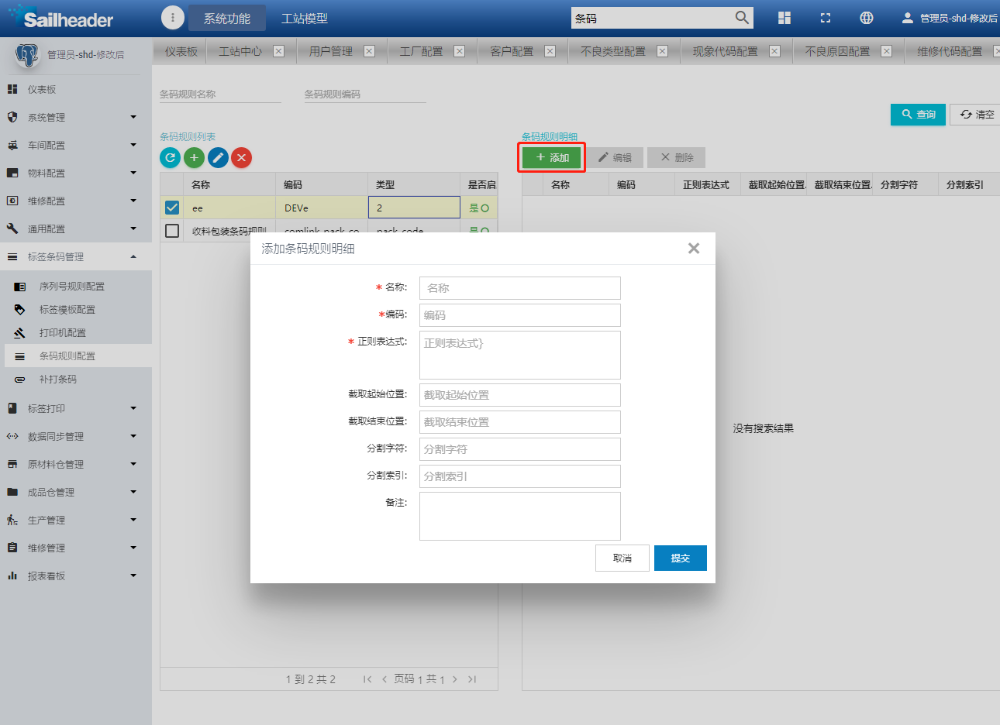 Sailheader
系统功能
工站模型
条码
管理员-shd-修改后
管理员-shd-修改后
仪表板
工站中心
用户管理
工厂配置
客户配置
不良类型配置
现象代码配置
不良原因配置
维修代码配置
仪表板
系统管理
车间配置
物料配置
维修配置
通用配置
标签条码管理
序列号规则配置
标签模板配置
打印机配置
条码规则配置
补打条码
标签打印
数据同步管理
原材料仓管理
成品仓管理
生产管理
维修管理
报表看板
条码规则名称
条码规则编码
查询
清空
条码规则列表
名称 编码 类型 是否启
ee DEVe 2 是
收料包装条码规则 comlink_pack_co pack_code 是
1 到 2 共 2
页码 1 共 1
条码规则明细
添加
编辑
删除
名称 编码 正则表达式 截取起始位置 截取结束位置 分割字符 分割索引
没有搜索结果
添加条码规则明细
* 名称: 名称
*编码: 编码
* 正则表达式: 正则表达式}
截取起始位置: 截取起始位置
截取结束位置: 截取结束位置
分割字符: 分割字符
分割索引: 分割索引
备注:
取消
提交